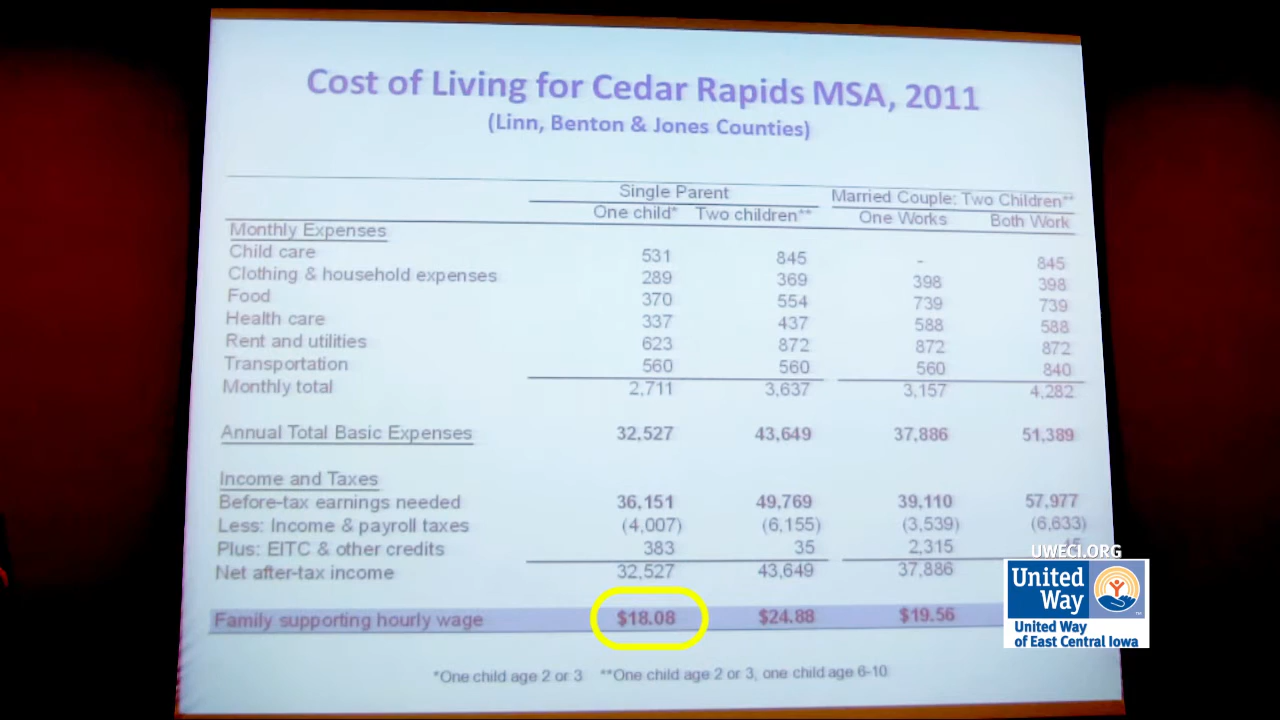 Cost of Living for Cedar Rapids MSA, 2011
(Linn, Benton & Jones Counties)
Single Parent Married Couple: Two Children**
One child* Two children** One Works Both Work
Monthly Expenses
Child care 531 845 - 845
Clothing & household expenses 289 369 398 398
Food 370 554 739 739
Health care 337 437 588 588
Rent and utilities 623 872 872 872
Transportation 560 560 560 840
Monthly total 2,711 3,637 3,157 4,282
Annual Total Basic Expenses 32,527 43,649 37,886 51,389
Income and Taxes
Before-tax earnings needed 36,151 49,769 39,110 57,977
Less: Income & payroll taxes (4,007) (6,155) (3,539) (6,633)
Plus: EITC & other credits 383 35 2,315
Net after-tax income 32,527 43,649 37,886
Family supporting hourly wage $18.08 $24.88 $19.56
*One child age 2 or 3 **One child age 2 or 3, one child age 6-10
UWECI.ORG
United
Way
United Way
of East Central Iowa